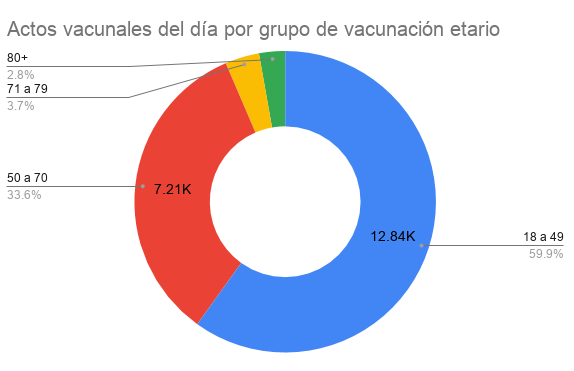 Actos vacunales del día por grupo de vacunación etario
80+
2.8%
71 a 79
3.7%
50 a 70
33.6%
7.21K
12.84K
18 a 49
59.9%